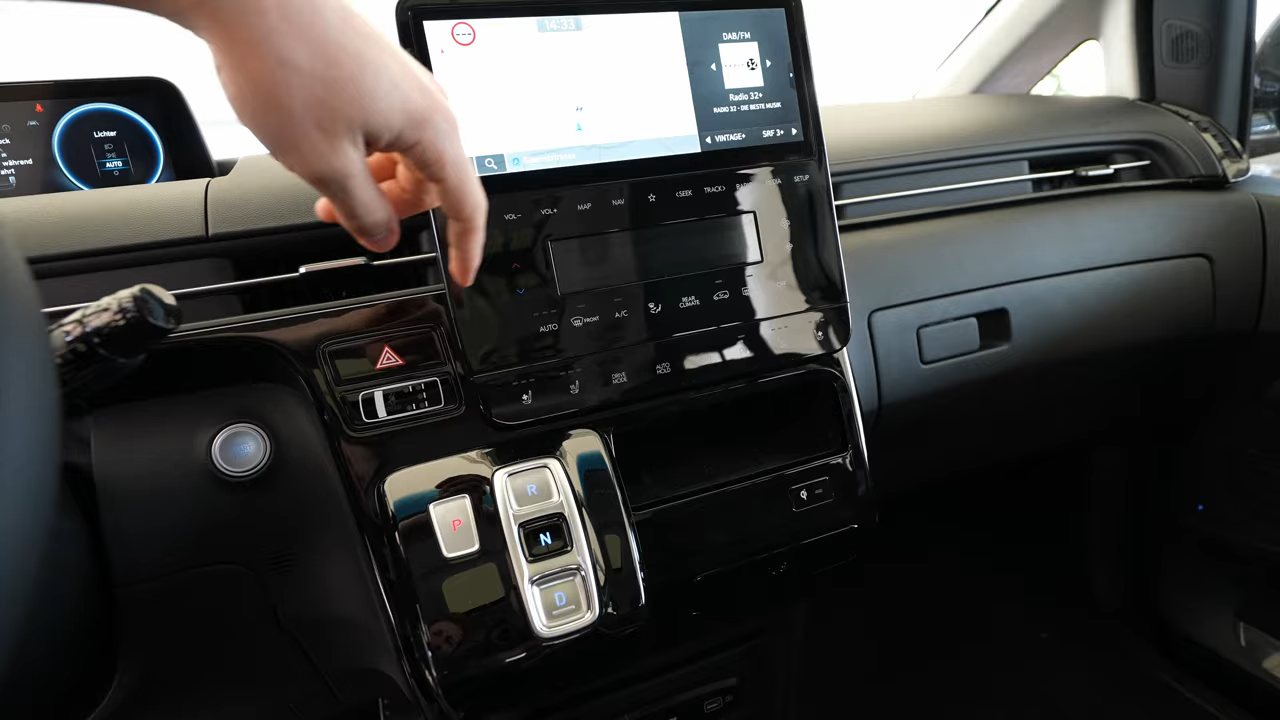 14:33
DAB/FM
Radio 32+
RADIO 32 - DIE BESTE MUSIK
VINTAGE+ SRF 3+
Lichter
AUTO
während
VOL- VOL+ MAP NAV <SEEK TRACK> SETUP
AUTO FRONT A/C REAR CLIMATE
DRIVE MODE AUTO HOLD
P
R
N
D